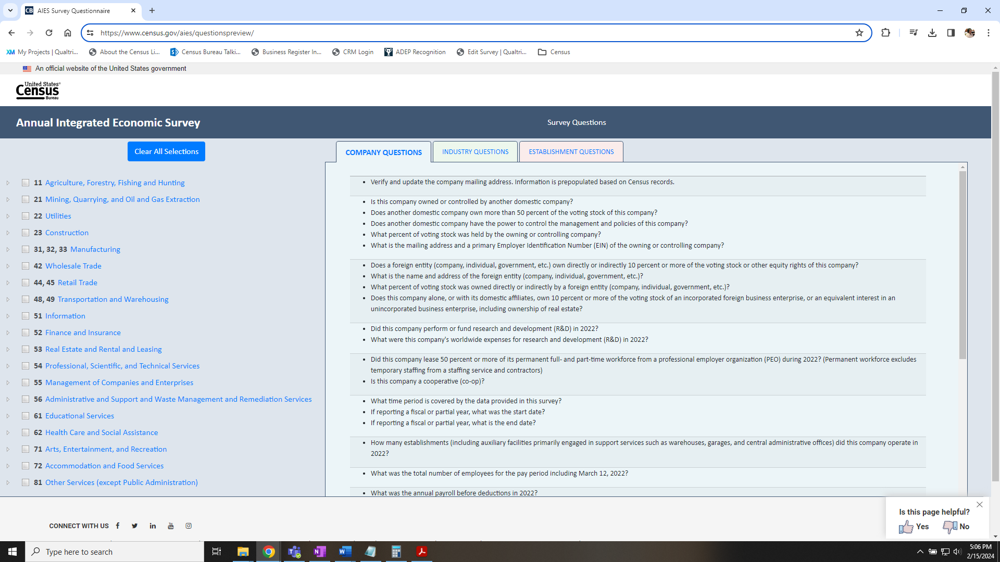 AIES Survey Questionnaire
https://www.census.gov/aies/questionspreview/
My Projects | Qualtri...
About the Census Li...
Census Bureau Talki...
Business Register In...
CRM Login
ADEP Recognition
Edit Survey | Qualtri...
Census
An official website of the United States government
United States®
Census
Bureau
Annual Integrated Economic Survey
Survey Questions
Clear All Selections
11 Agriculture, Forestry, Fishing and Hunting
21 Mining, Quarrying, and Oil and Gas Extraction
22 Utilities
23 Construction
31, 32, 33 Manufacturing
42 Wholesale Trade
44, 45 Retail Trade
48, 49 Transportation and Warehousing
51 Information
52 Finance and Insurance
53 Real Estate and Rental and Leasing
54 Professional, Scientific, and Technical Services
55 Management of Companies and Enterprises
56 Administrative and Support and Waste Management and Remediation Services
61 Educational Services
62 Health Care and Social Assistance
71 Arts, Entertainment, and Recreation
72 Accommodation and Food Services
81 Other Services (except Public Administration)
COMPANY QUESTIONS
INDUSTRY QUESTIONS
ESTABLISHMENT QUESTIONS
• Verify and update the company mailing address. Information is prepopulated based on Census records.
• Is this company owned or controlled by another domestic company?
• Does another domestic company own more than 50 percent of the voting stock of this company?
• Does another domestic company have the power to control the management and policies of this company?
• What percent of voting stock was held by the owning or controlling company?
• What is the mailing address and a primary Employer Identification Number (EIN) of the owning or controlling company?
• Does a foreign entity (company, individual, government, etc.) own directly or indirectly 10 percent or more of the voting stock or other equity rights of this company?
• What is the name and address of the foreign entity (company, individual, government, etc.)?
• What percent of voting stock was owned directly or indirectly by a foreign entity (company, individual, government, etc.)?
• Does this company alone, or with its domestic affiliates, own 10 percent or more of the voting stock of an incorporated foreign business enterprise, or an equivalent interest in an
unincorporated business enterprise, including ownership of real estate?
• Did this company perform or fund research and development (R&D) in 2022?
• What were this company's worldwide expenses for research and development (R&D) in 2022?
• Did this company lease 50 percent or more of its permanent full- and part-time workforce from a professional employer organization (PEO) during 2022? (Permanent workforce excludes
temporary staffing from a staffing service and contractors)
• Is this company a cooperative (co-op)?
• What time period is covered by the data provided in this survey?
• If reporting a fiscal or partial year, what was the start date?
• If reporting a fiscal or partial year, what is the end date?
• How many establishments (including auxiliary facilities primarily engaged in support services such as warehouses, garages, and central administrative offices) did this company operate in
2022?
• What was the total number of employees for the pay period including March 12, 2022?
• What was the annual payroll before deductions in 2022?
CONNECT WITH US
Is this page helpful?
Yes
No
Type here to search
5:06 PM
2/15/2024